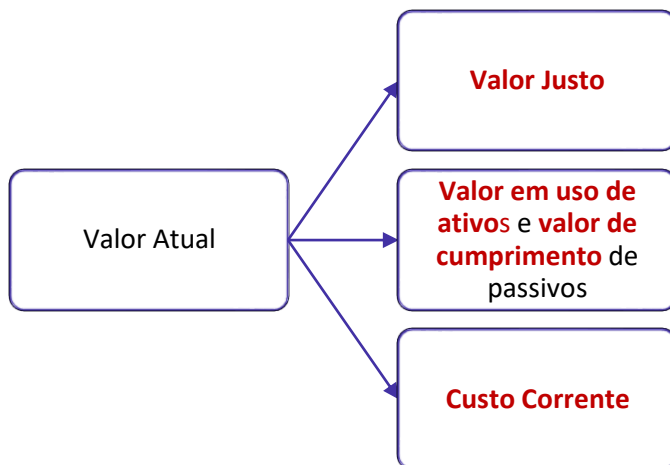 Valor Atual
Valor Justo
Valor em uso de
ativos e valor de
cumprimento de
passivos
Custo Corrente